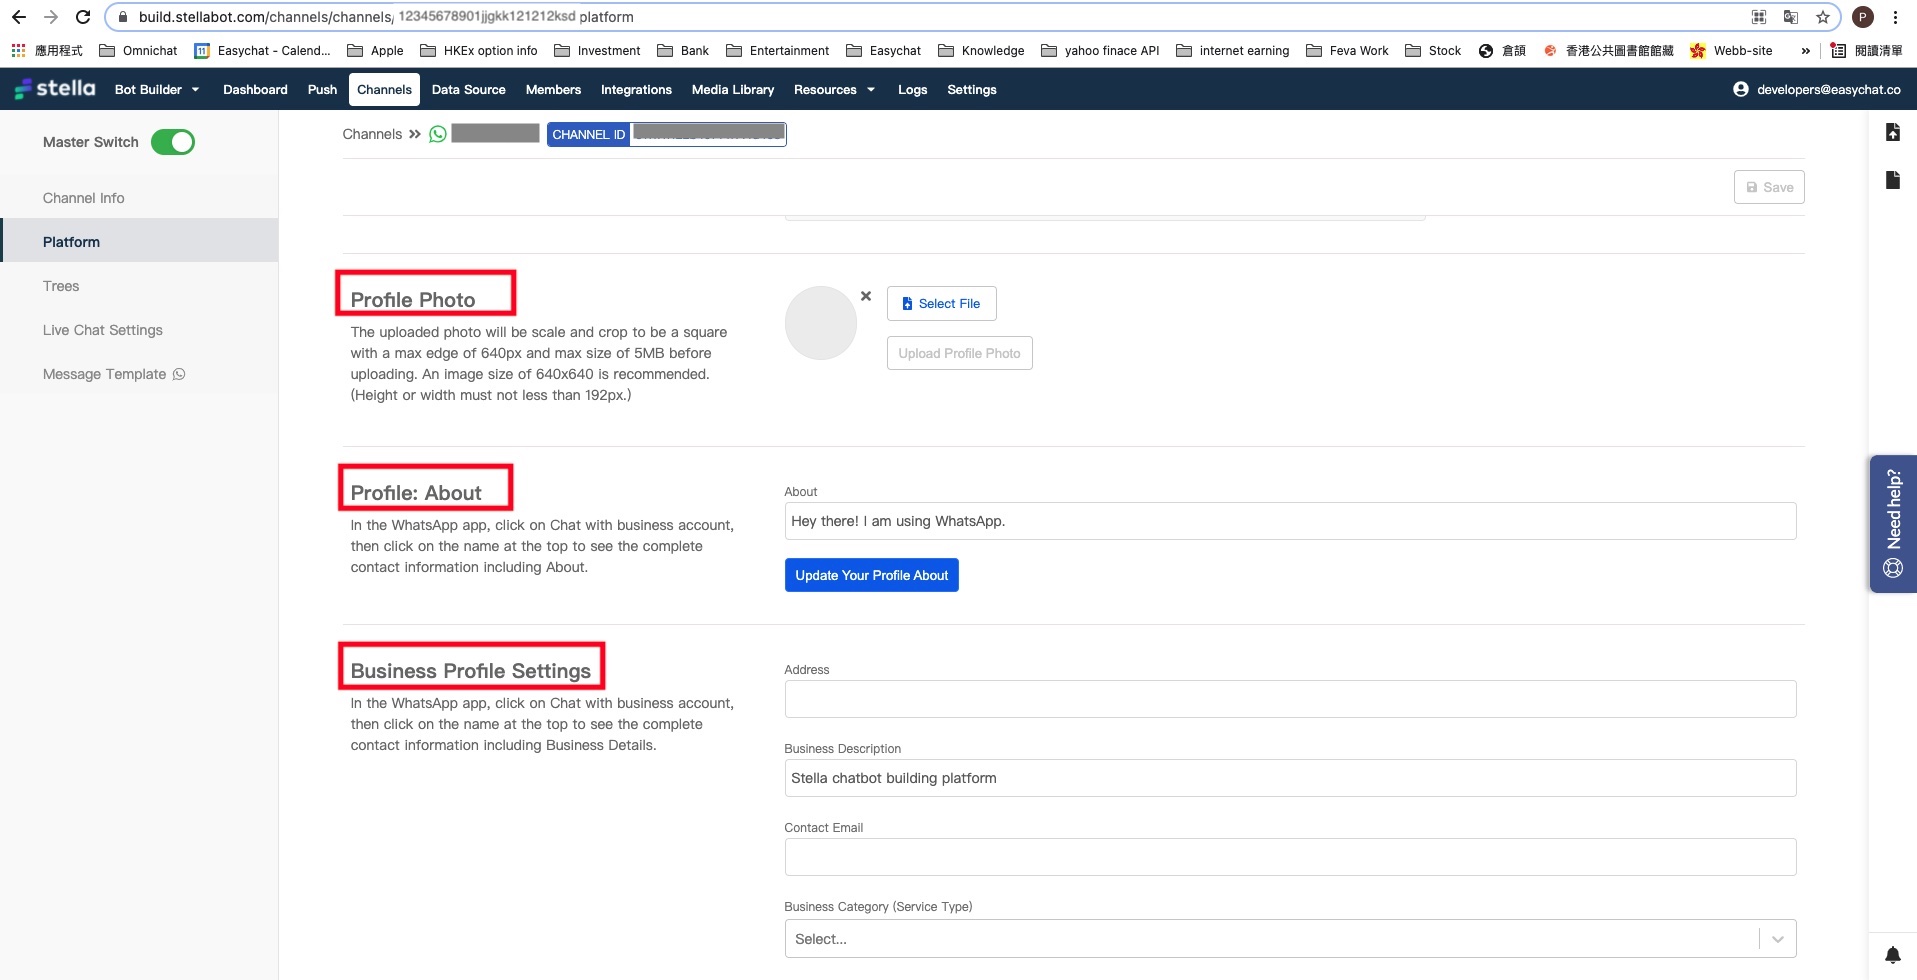 build.stellabot.com/channels/channels/ 12345678901jjgkk121212ksd platform
P
應用程式 Omnichat Easychat - Calend... Apple HKEx option info Investment Bank Entertainment Easychat Knowledge yahoo finace API internet earning Feva Work Stock 倉頡 香港公共圖書館館藏 Webb-site » 閱讀清單
stella Bot Builder Dashboard Push Channels Data Source Members Integrations Media Library Resources Logs Settings developers@easychat.co
Master Switch
Channel Info
Platform
Trees
Live Chat Settings
Message Template
Channels » CHANNEL ID
Save
Profile Photo
The uploaded photo will be scale and crop to be a square
with a max edge of 640px and max size of 5MB before
uploading. An image size of 640x640 is recommended.
(Height or width must not less than 192px.)
Select File
Upload Profile Photo
Profile: About
In the WhatsApp app, click on Chat with business account,
then click on the name at the top to see the complete
contact information including About.
About
Hey there! I am using WhatsApp.
Update Your Profile About
Business Profile Settings
In the WhatsApp app, click on Chat with business account,
then click on the name at the top to see the complete
contact information including Business Details.
Address
Business Description
Stella chatbot building platform
Contact Email
Business Category (Service Type)
Select...
Need help?